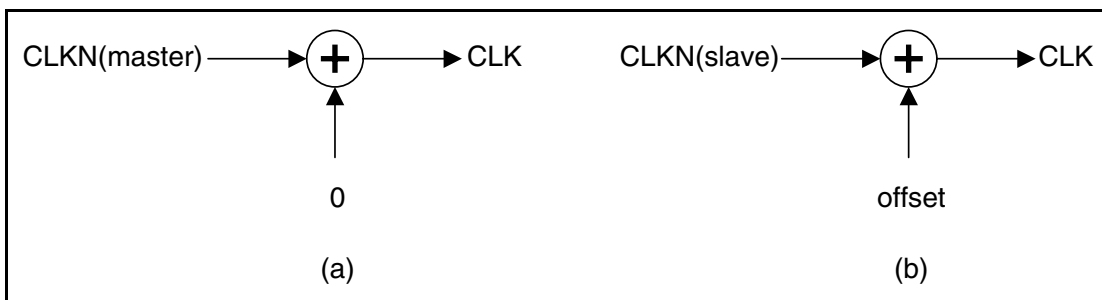 CLKN(master) + CLK
0
(a)
CLKN(slave) + CLK
offset
(b)